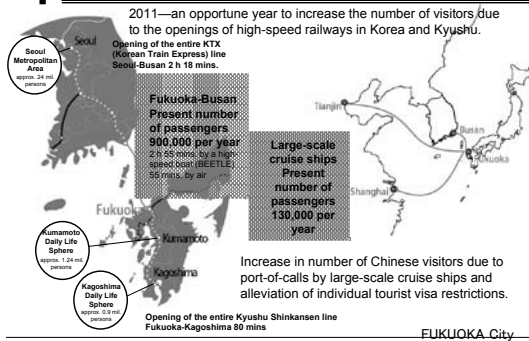 2011—an opportune year to increase the number of visitors due
to the openings of high-speed railways in Korea and Kyushu.
Seoul
Seoul
Metropolitan
Area
approx. 24 mil.
persons
Opening of the entire KTX
(Korean Train Express) line
Seoul-Busan 2 h 18 mins.
Fukuoka-Busan
Present number
of passengers
900,000 per year
2 h 55 mins. by a high-
speed boat (BEETLE)
55 mins. by air
Large-scale
cruise ships
Present
number of
passengers
130,000 per
year
Tianjin
Busan
Fukuoka
Shanghai
Fukuoka
Kumamoto
Daily Life
Sphere
approx. 1.24 mil.
persons
Kumamoto
Kagoshima
Kagoshima
Daily Life
Sphere
approx. 0.9 mil.
persons
Increase in number of Chinese visitors due to
port-of-calls by large-scale cruise ships and
alleviation of individual tourist visa restrictions.
Opening of the entire Kyushu Shinkansen line
Fukuoka-Kagoshima 80 mins
FUKUOKA City